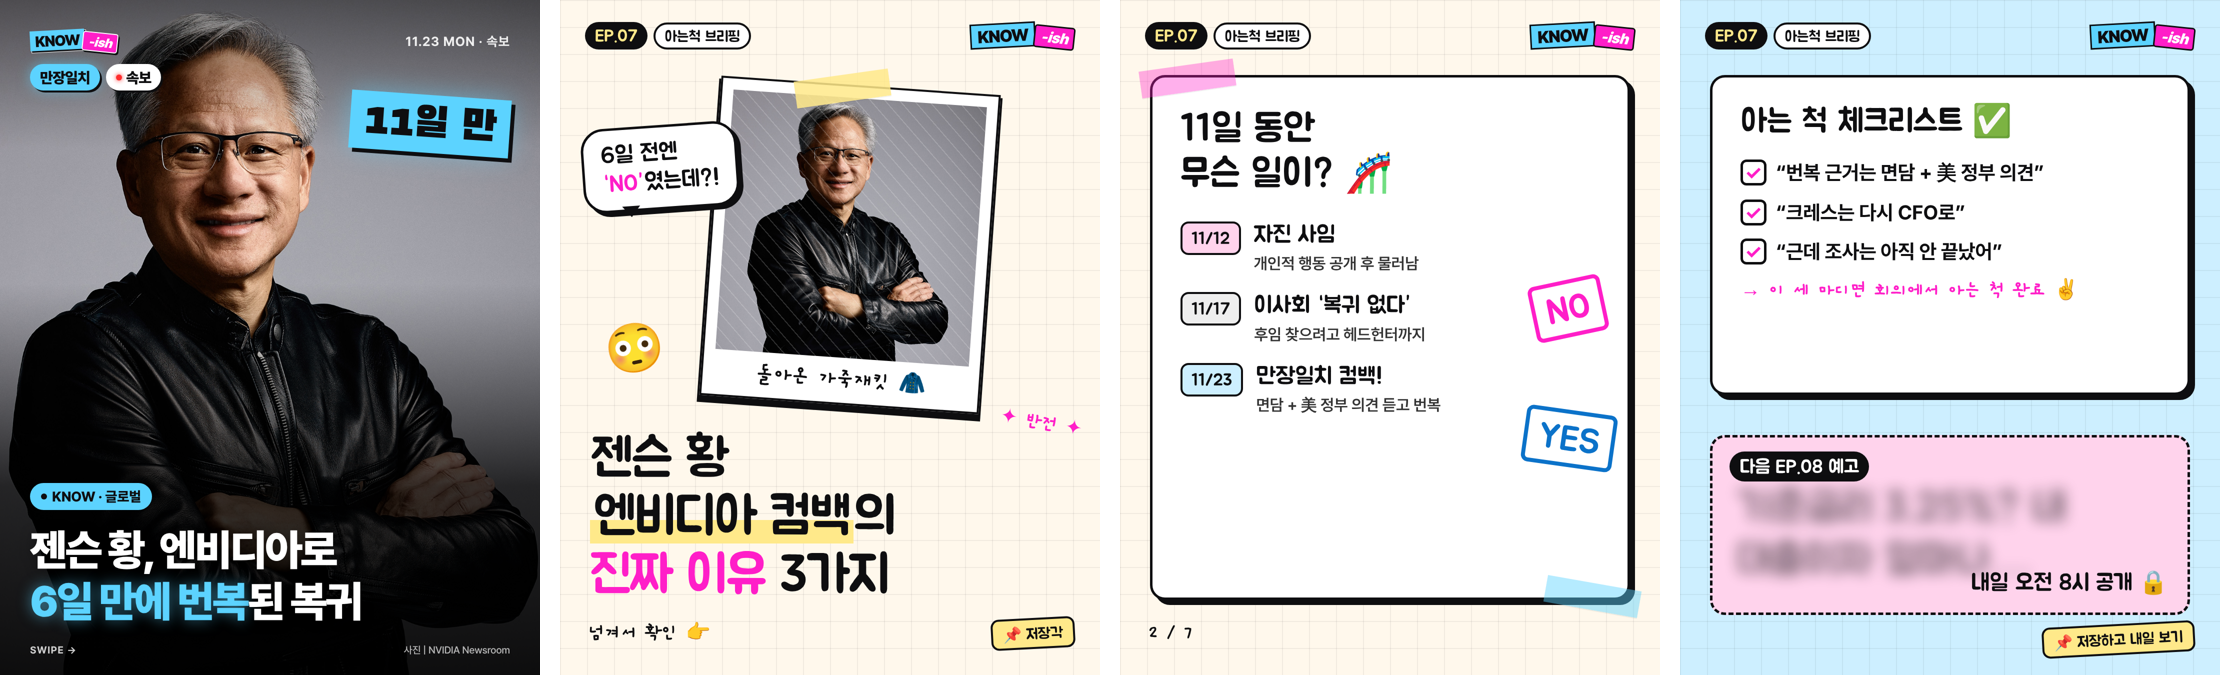 KNOW -ish
11.23 MON · 속보
만장일치 속보
11일 만
• KNOW · 글로벌
젠슨 황, 엔비디아로
6일 만에 번복된 복귀
SWIPE →
사진 | NVIDIA Newsroom
EP.07 아는척 브리핑
KNOW -ish
6일 전엔
‘NO’였는데?!
돌아온 가죽재킷
✦ 반전 ✦
젠슨 황
엔비디아 컴백의
진짜 이유 3가지
넘겨서 확인 👉
📌 저장각
EP.07 아는척 브리핑
KNOW -ish
11일 동안
무슨 일이? 🎢
11/12 자진 사임
개인적 행동 공개 후 물러남
11/17 이사회 ‘복귀 없다’
후임 찾으려고 헤드헌터까지
NO
11/23 만장일치 컴백!
면담 + 美 정부 의견 듣고 번복
YES
2 / 7
EP.07 아는척 브리핑
KNOW -ish
아는 척 체크리스트 ✅
“번복 근거는 면담 + 美 정부 의견”
“크레스는 다시 CFO로”
“근데 조사는 아직 안 끝났어”
→ 이 세 마디면 회의에서 아는 척 완료 ✌️
다음 EP.08 예고
내일 오전 8시 공개 🔒
📌 저장하고 내일 보기